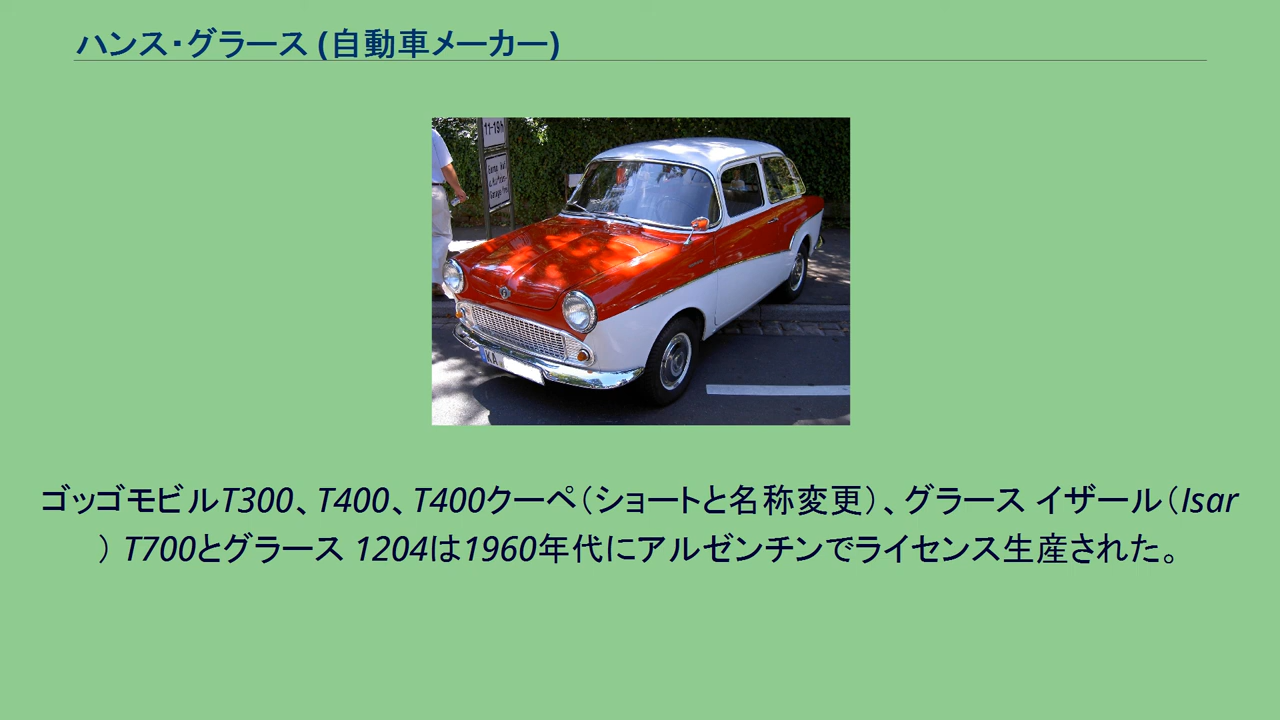 ハンス・グラース (自動車メーカー)
11-19h
KA
ゴッゴモビルT300、T400、T400クーペ（ショートと名称変更）、グラース イザール（Isar
）T700とグラース 1204は1960年代にアルゼンチンでライセンス生産された。